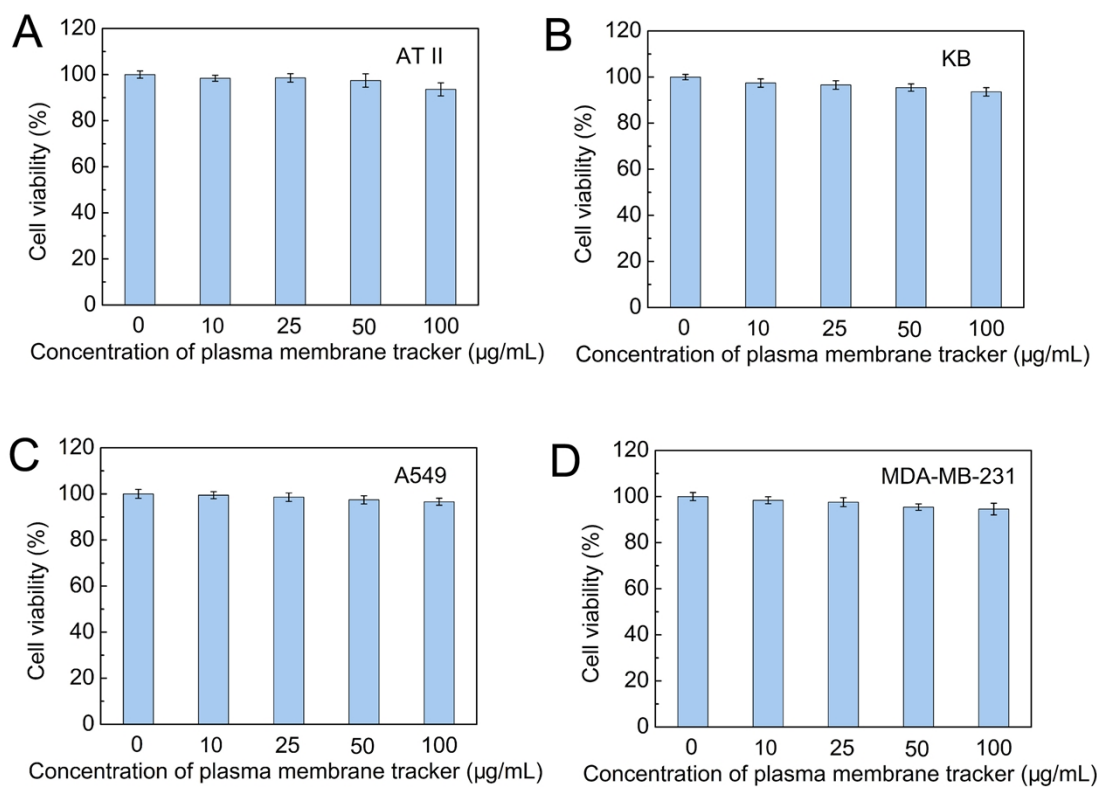 A
AT II
Cell viability (%)
120
100
80
60
40
20
0
0 10 25 50 100
Concentration of plasma membrane tracker (μg/mL)
B
KB
Cell viability (%)
120
100
80
60
40
20
0
0 10 25 50 100
Concentration of plasma membrane tracker (μg/mL)
C
A549
Cell viability (%)
120
100
80
60
40
20
0
0 10 25 50 100
Concentration of plasma membrane tracker (μg/mL)
D
MDA-MB-231
Cell viability (%)
120
100
80
60
40
20
0
0 10 25 50 100
Concentration of plasma membrane tracker (μg/mL)